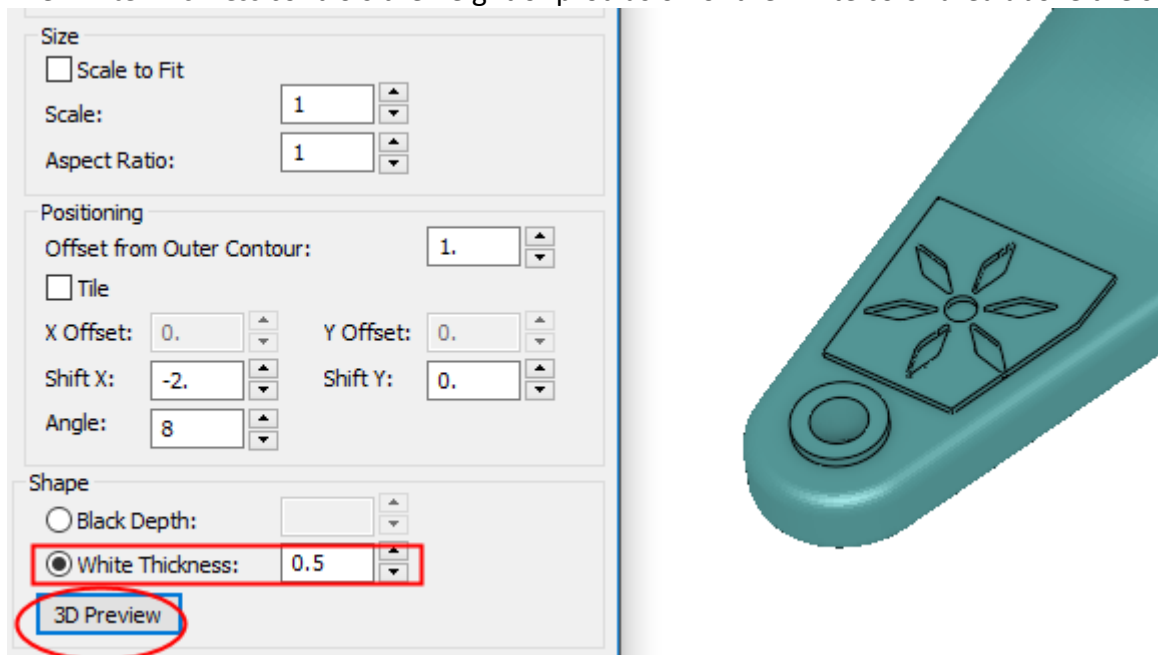 Size
Scale to Fit
Scale: 1
Aspect Ratio: 1
Positioning
Offset from Outer Contour: 1.
Tile
X Offset: 0. Y Offset: 0.
Shift X: -2. Shift Y: 0.
Angle: 8
Shape
Black Depth:
White Thickness: 0.5
3D Preview